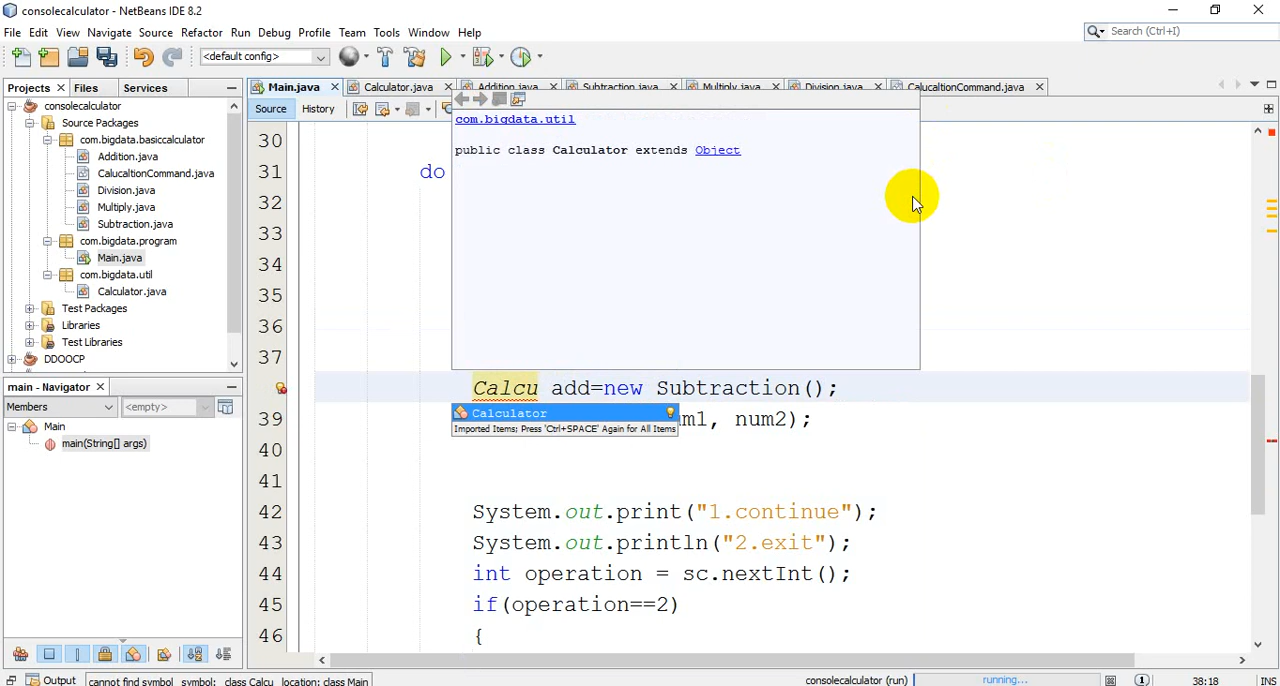 consolecalculator - NetBeans IDE 8.2
File Edit View Navigate Source Refactor Run Debug Profile Team Tools Window Help
Search (Ctrl+I)
<default config>
Projects Files Services
Main.java Calculator.java Addition.java Subtraction.java Multiply.java Division.java CalucaltionCommand.java
Source History
consolecalculator
Source Packages
com.bigdata.basiccalculator
Addition.java
CalucaltionCommand.java
Division.java
Multiply.java
Subtraction.java
com.bigdata.program
Main.java
com.bigdata.util
Calculator.java
Test Packages
Libraries
Test Libraries
DDOOCP
com.bigdata.util
public class Calculator extends Object
30
31 do
32
33
34
35
36
37
Calcu add=new Subtraction();
Calculator
Imported Items; Press 'Ctrl+SPACE' Again for All Items
39 m1, num2);
40
41
42 System.out.print("1.continue");
43 System.out.println("2.exit");
44 int operation = sc.nextInt();
45 if(operation==2)
46 {
main - Navigator
Members <empty>
Main
main(String[] args)
Output cannot find symbol symbol: class Calcu location: class Main consolecalculator (run) running... 1 38:18 INS